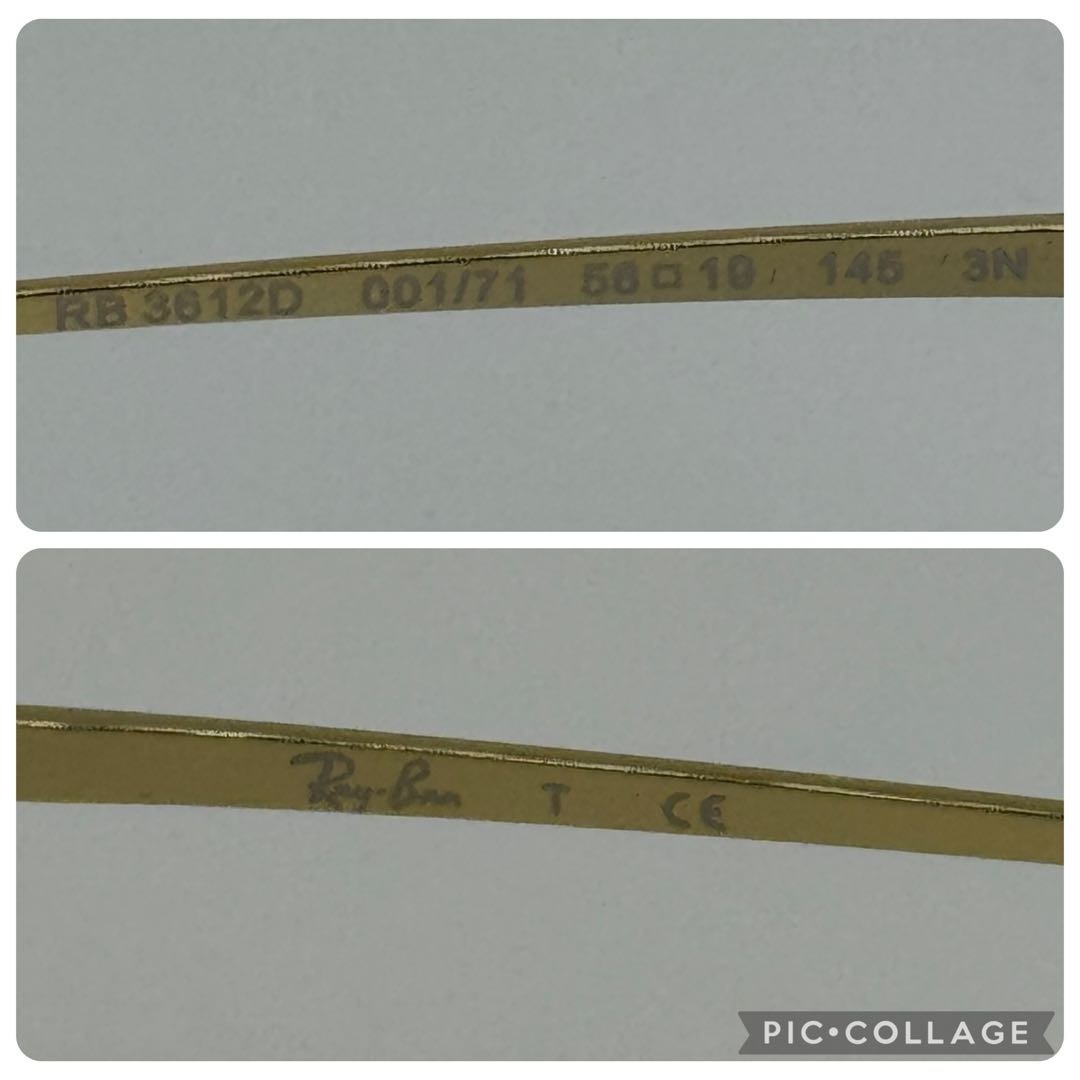 RB 3612D 001/71 56□19 145 3N
Ray-Ban T CE
PIC•COLLAGE